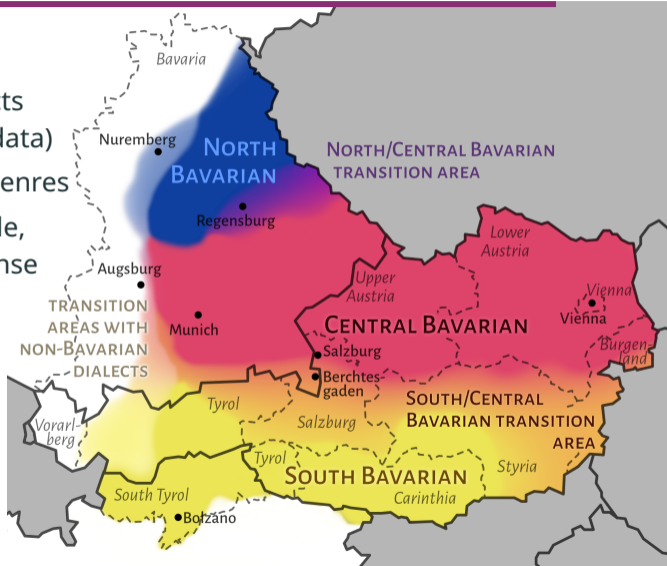 cts
data)
enres
le,
nse
Bavaria
Nuremberg
North
Bavarian
North/Central Bavarian
transition area
Regensburg
Lower
Austria
Augsburg
Upper
Austria
Vienna
Vienna
transition
areas with
non-Bavarian
dialects
Munich
Central Bavarian
Burgen-
land
Salzburg
Berchtes
gaden
Tyrol
South/Central
Bavarian transition
area
Vorarl-
berg
Salzburg
Tyrol
South Bavarian
Styria
South Tyrol
Carinthia
Bolzano